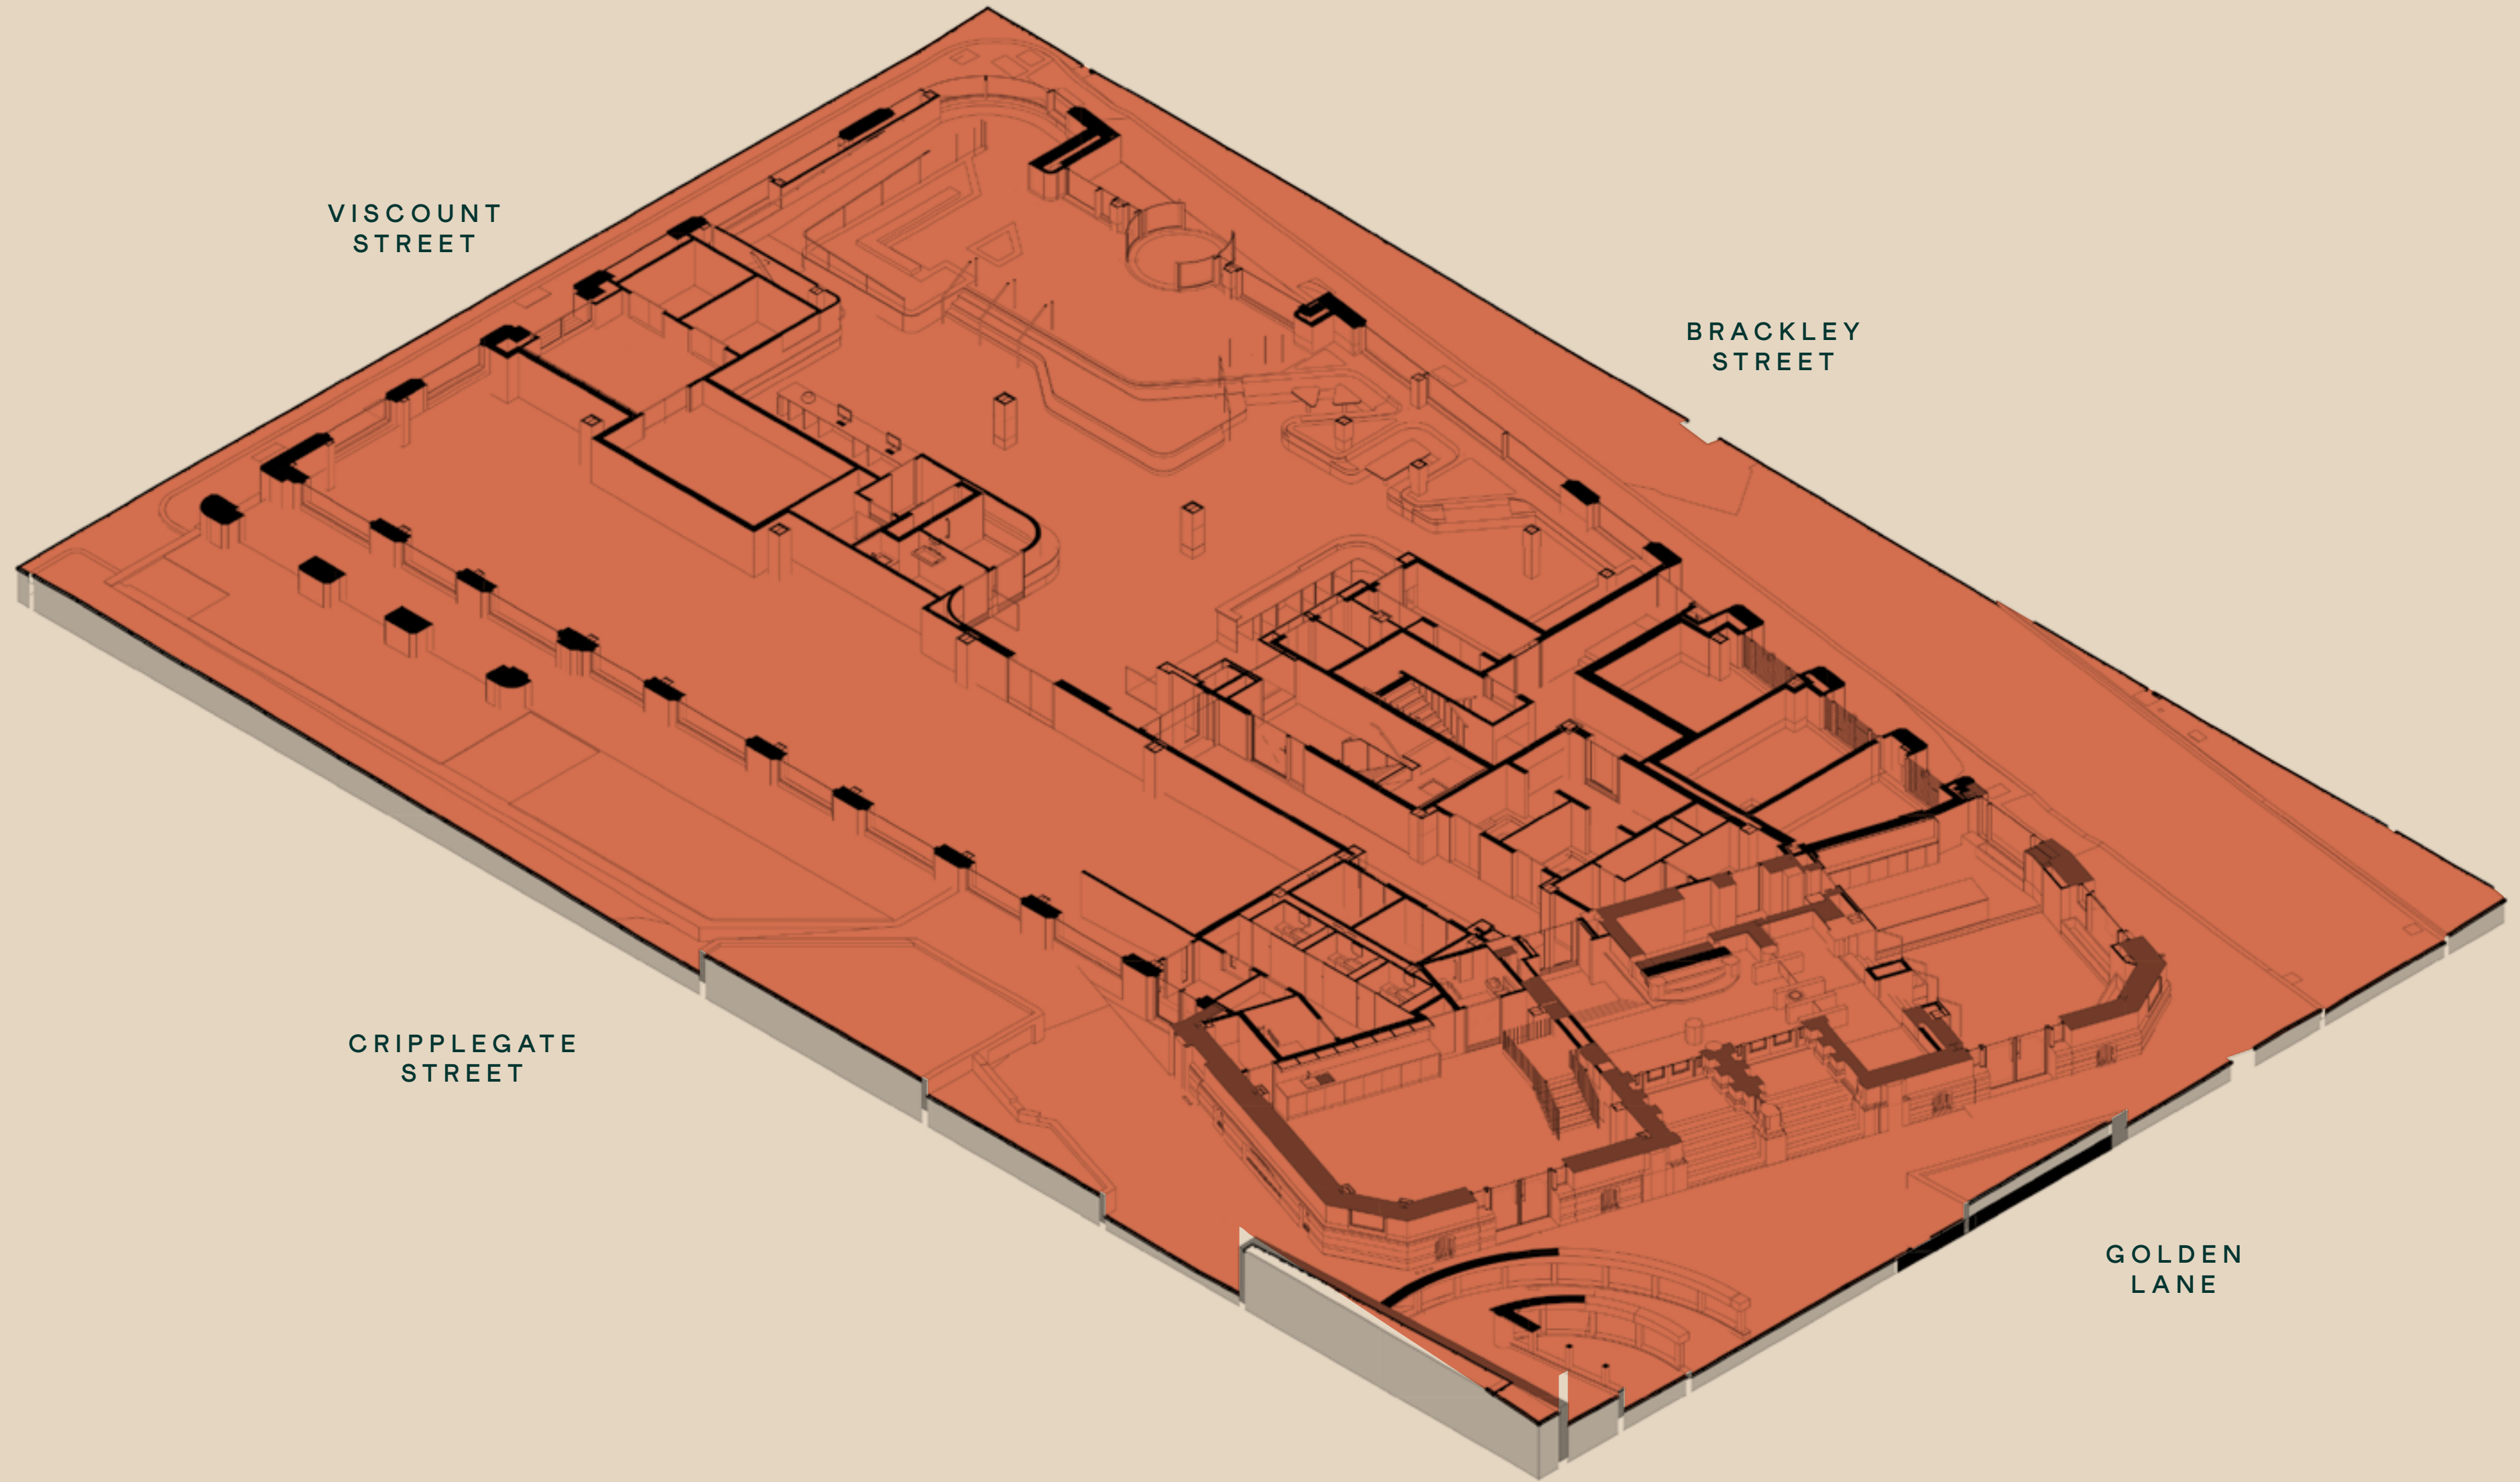 VISCOUNT
STREET
BRACKLEY
STREET
CRIPPLEGATE
STREET
GOLDEN
LANE